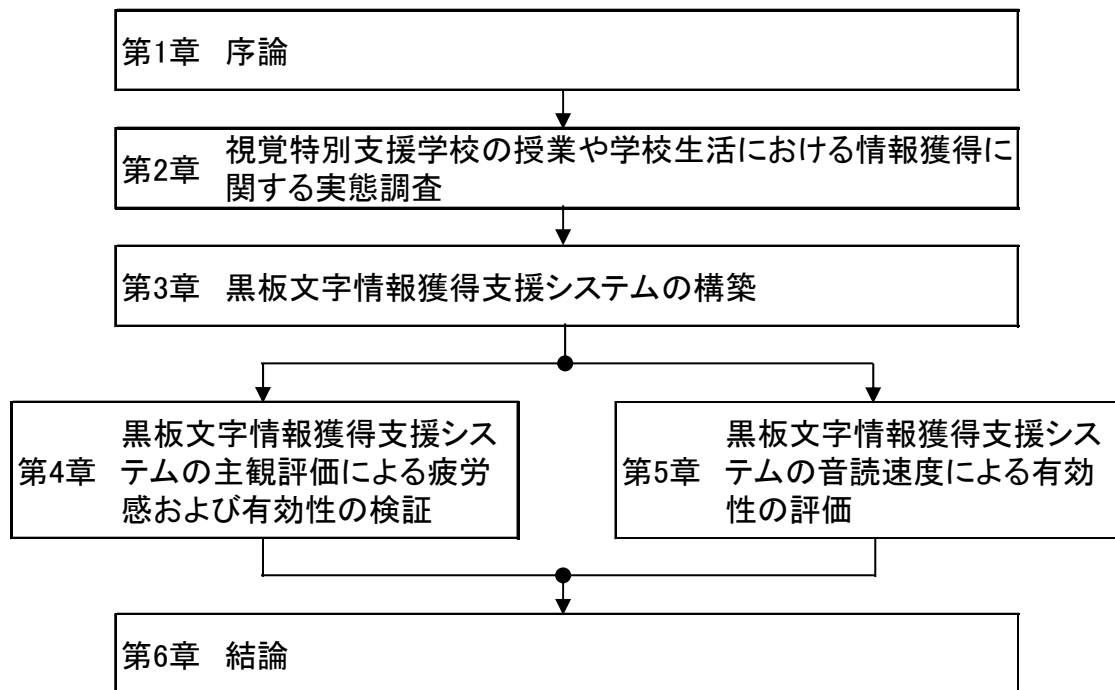 第1章 序論
第2章 視覚特別支援学校の授業や学校生活における情報獲得に
関する実態調査
第3章 黒板文字情報獲得支援システムの構築
黒板文字情報獲得支援シス
第4章 テムの主観評価による疲労
感および有効性の検証
黒板文字情報獲得支援シス
第5章 テムの音読速度による有効
性の評価
第6章 結論